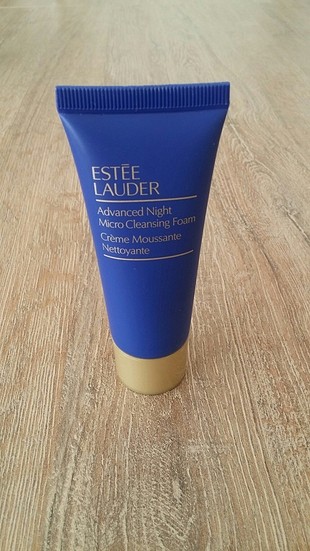 ESTĒE
LAUDER
Advanced Night
Micro Cleansing Foam
Crème Moussante
Nettoyante